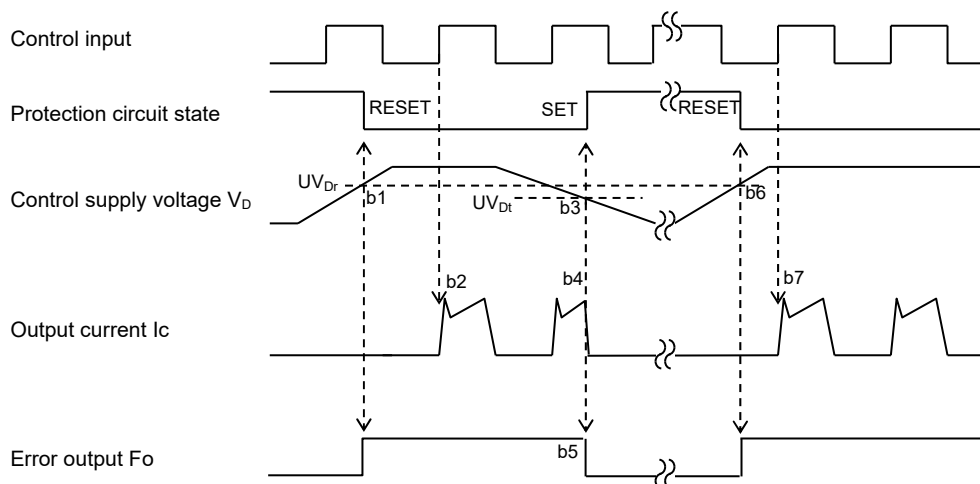 Control input
Protection circuit state
RESET
SET
RESET
Control supply voltage VD
UVDr
b1
UVDt
b3
b6
b2
b4
b7
Output current Ic
b5
Error output Fo